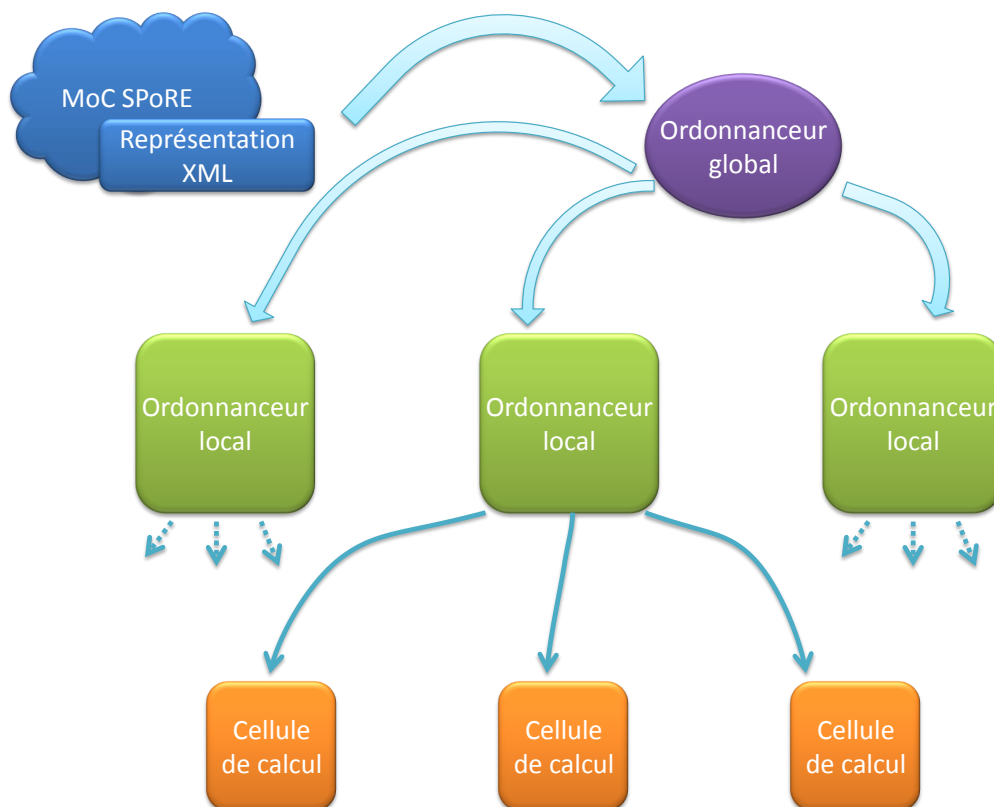 MoC SPoRE
Représentation
XML
Ordonnanceur
global
Ordonnanceur
local
Ordonnanceur
local
Ordonnanceur
local
Cellule
de calcul
Cellule
de calcul
Cellule
de calcul